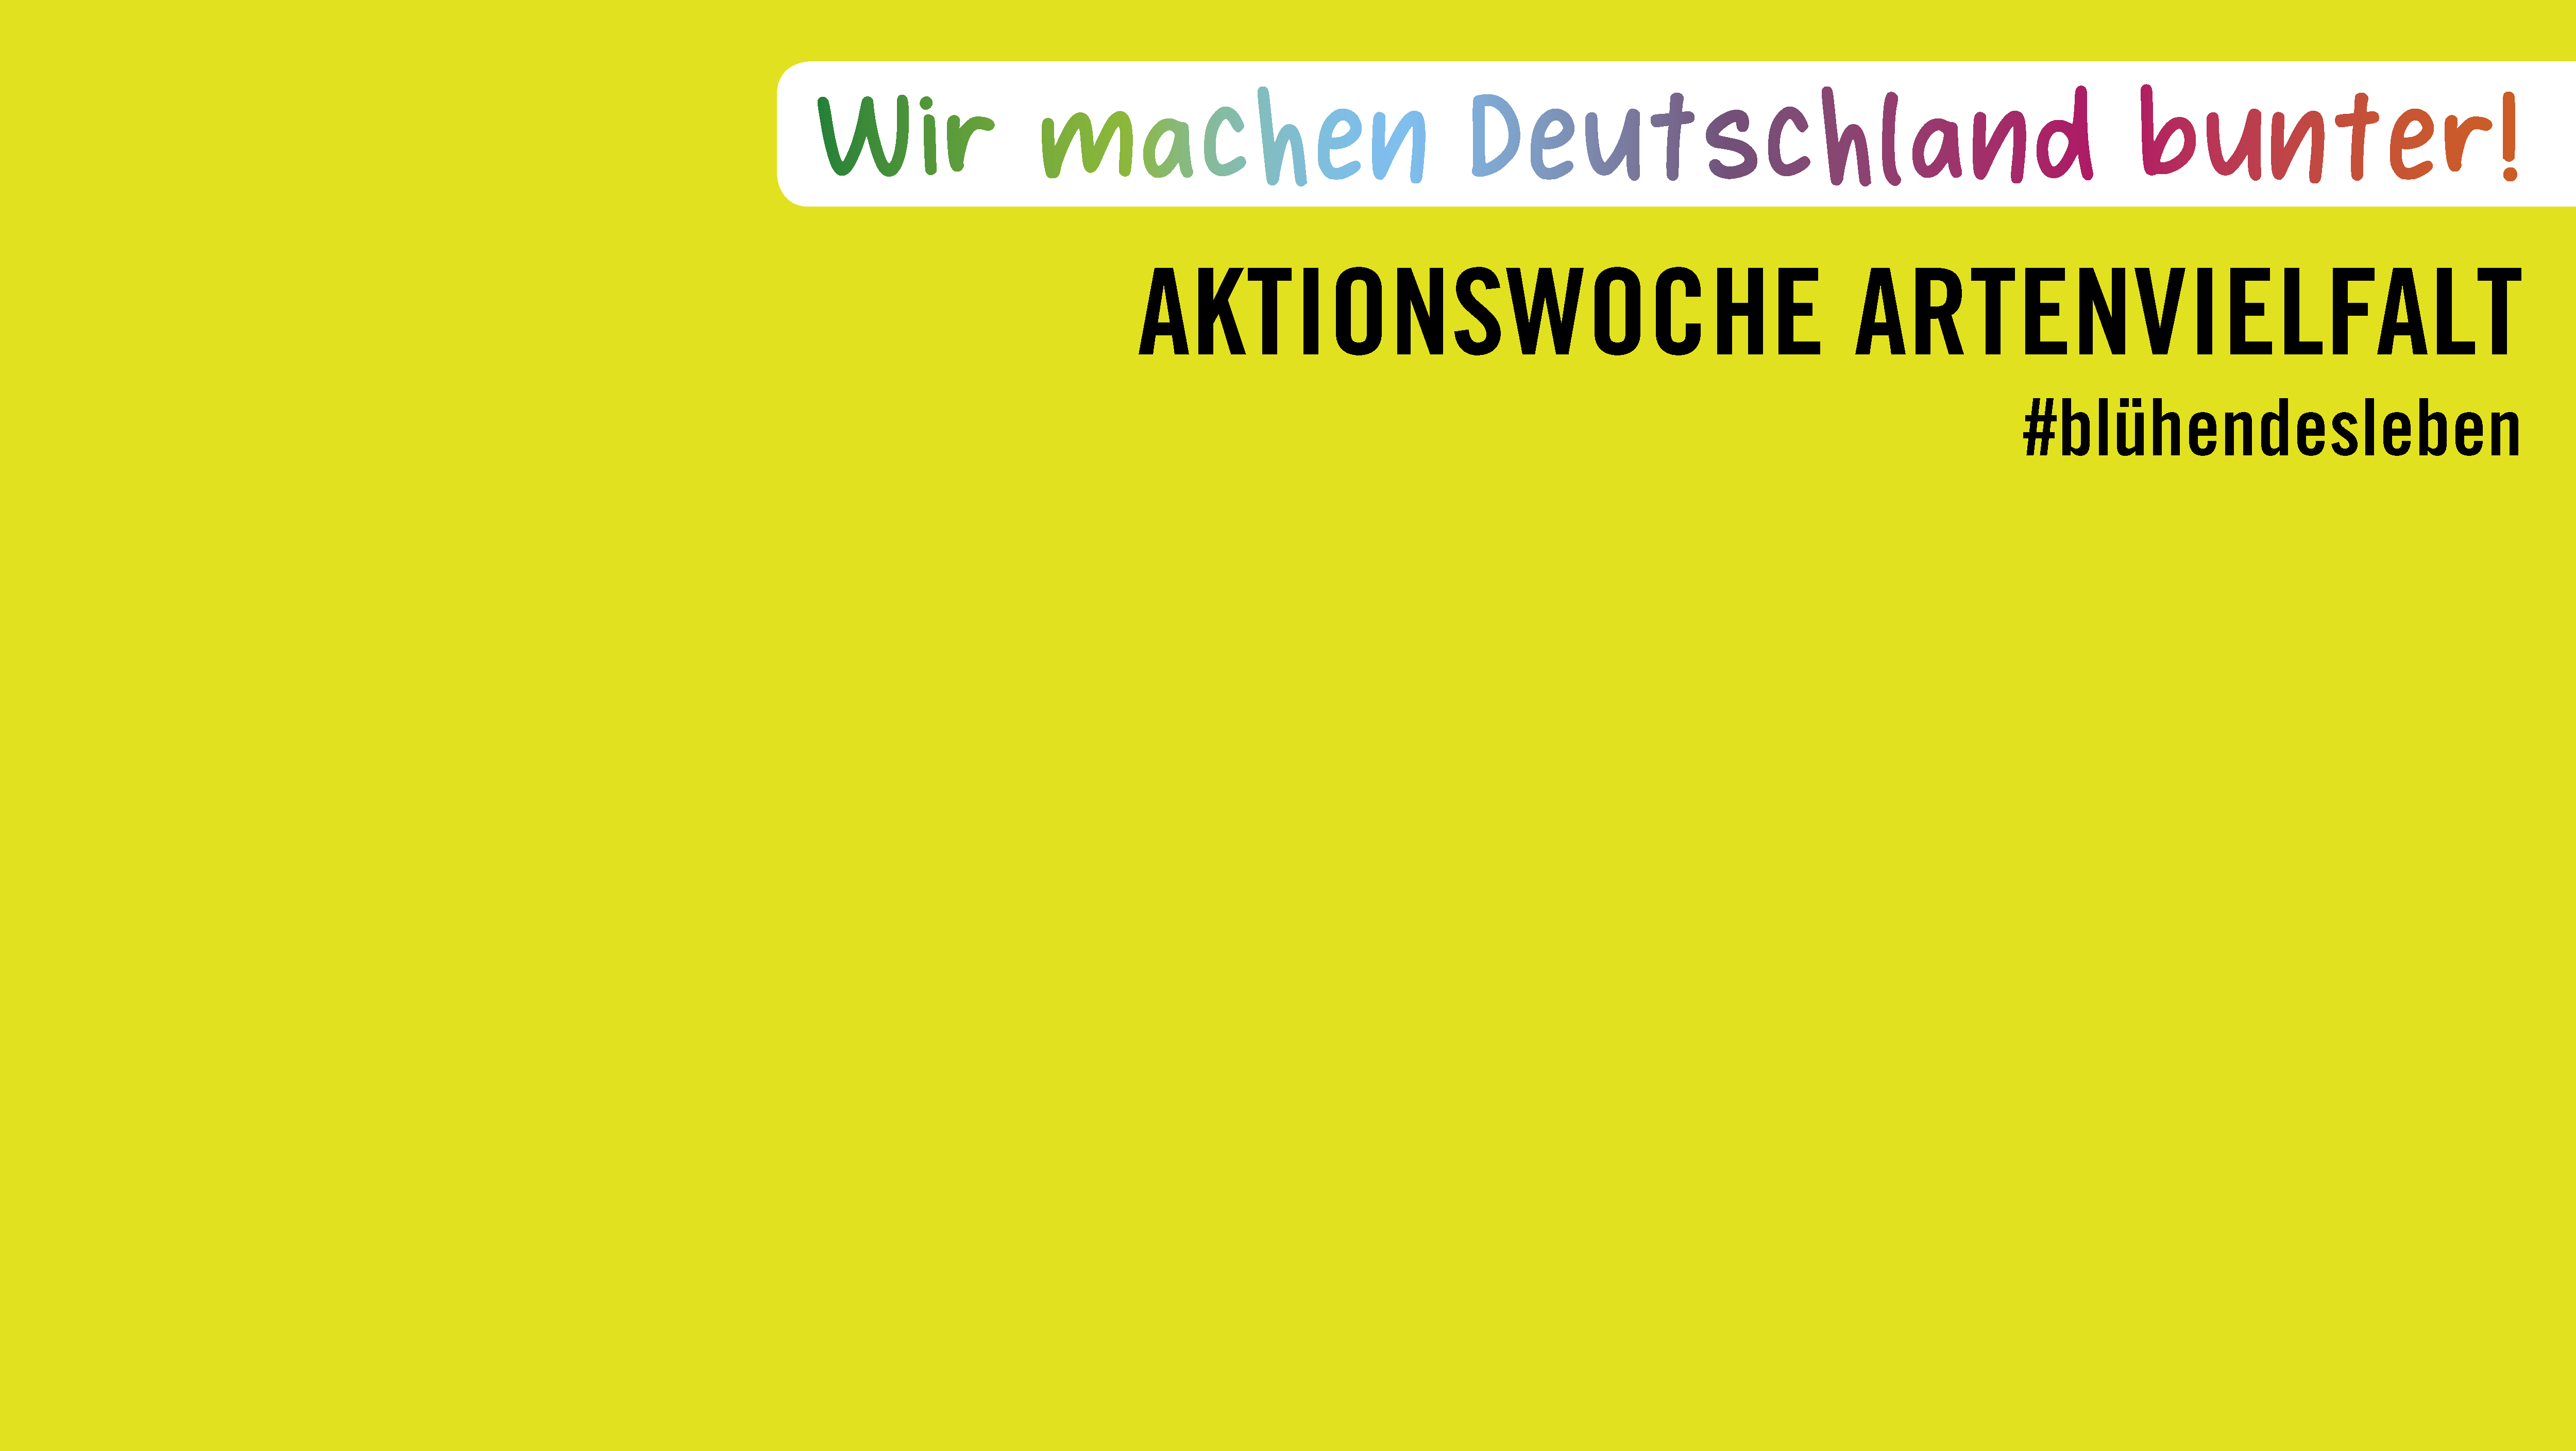 Wir machen Deutschland bunter!
AKTIONSWOCHE ARTENVIELFALT
#blühendesleben